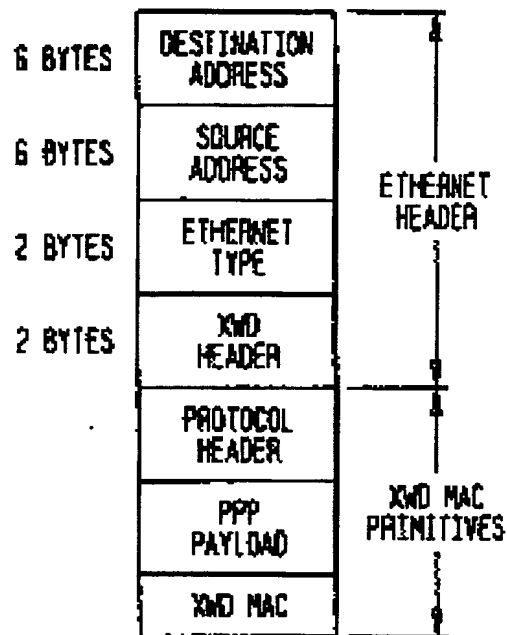 6 BYTES
DESTINATION
ADDRESS
6 BYTES
SOURCE
ADDRESS
2 BYTES
ETHERNET
TYPE
2 BYTES
XWD
HEADER
ETHERNET
HEADER
PROTOCOL
HEADER
PPP
PAYLOAD
XWD MAC
XWD MAC
PRIMITIVES